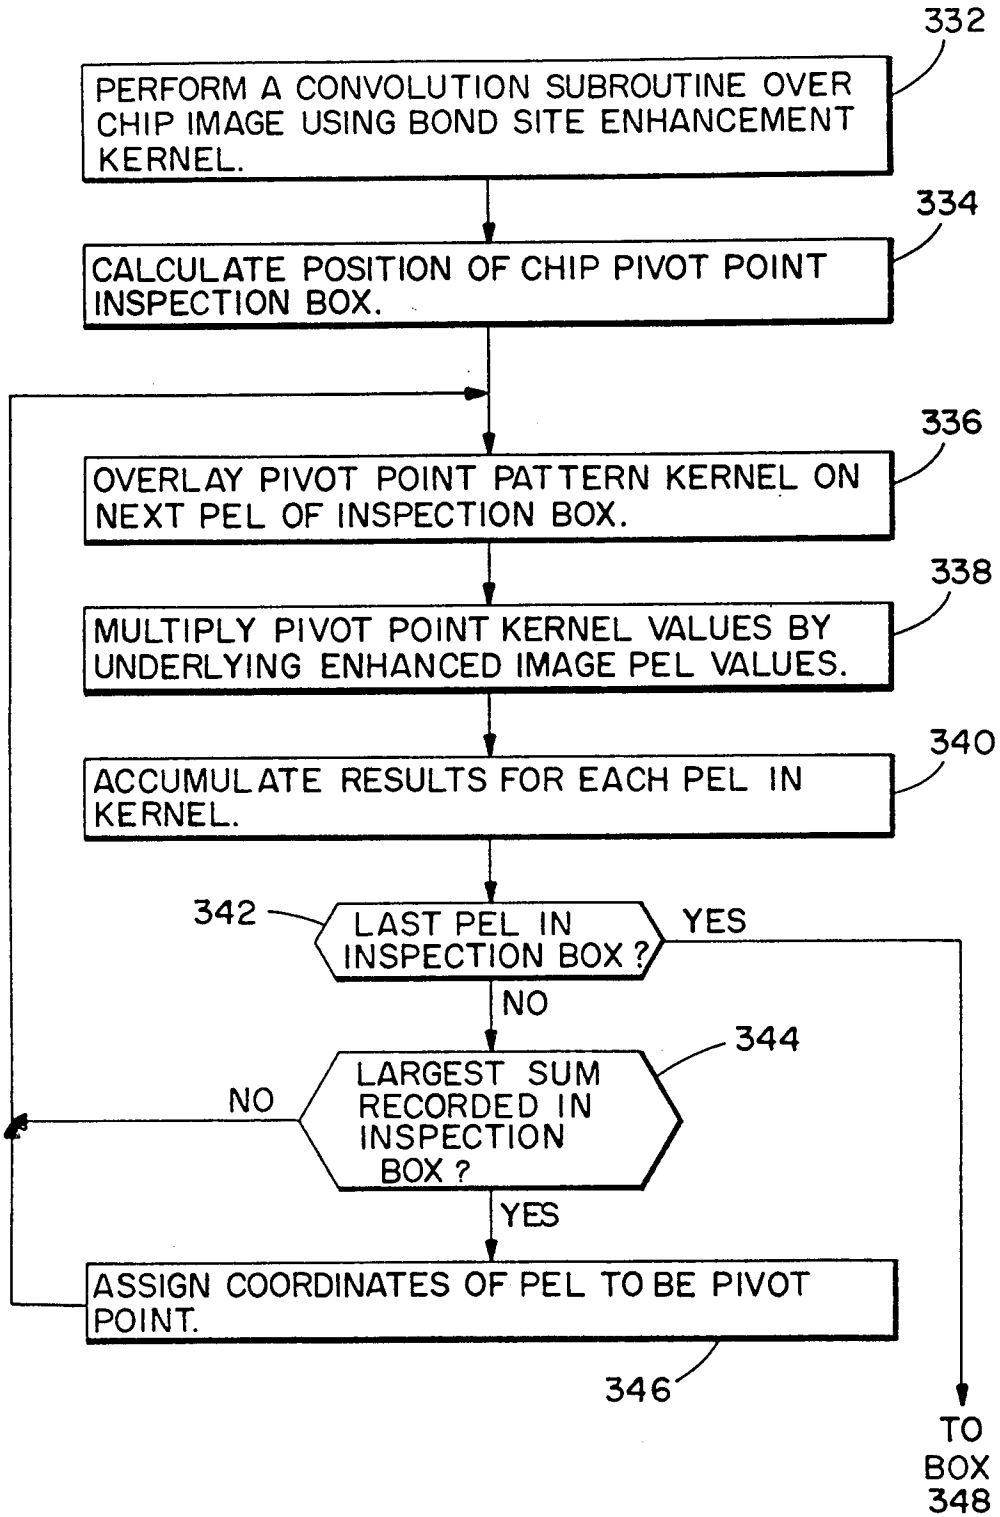 332
PERFORM A CONVOLUTION SUBROUTINE OVER
CHIP IMAGE USING BOND SITE ENHANCEMENT
KERNEL.
334
CALCULATE POSITION OF CHIP PIVOT POINT
INSPECTION BOX.
336
OVERLAY PIVOT POINT PATTERN KERNEL ON
NEXT PEL OF INSPECTION BOX.
338
MULTIPLY PIVOT POINT KERNEL VALUES BY
UNDERLYING ENHANCED IMAGE PEL VALUES.
340
ACCUMULATE RESULTS FOR EACH PEL IN
KERNEL.
342
LAST PEL IN
INSPECTION BOX ?
YES
NO
344
LARGEST SUM
RECORDED IN
INSPECTION
BOX ?
NO
YES
ASSIGN COORDINATES OF PEL TO BE PIVOT
POINT.
346
TO
BOX
348